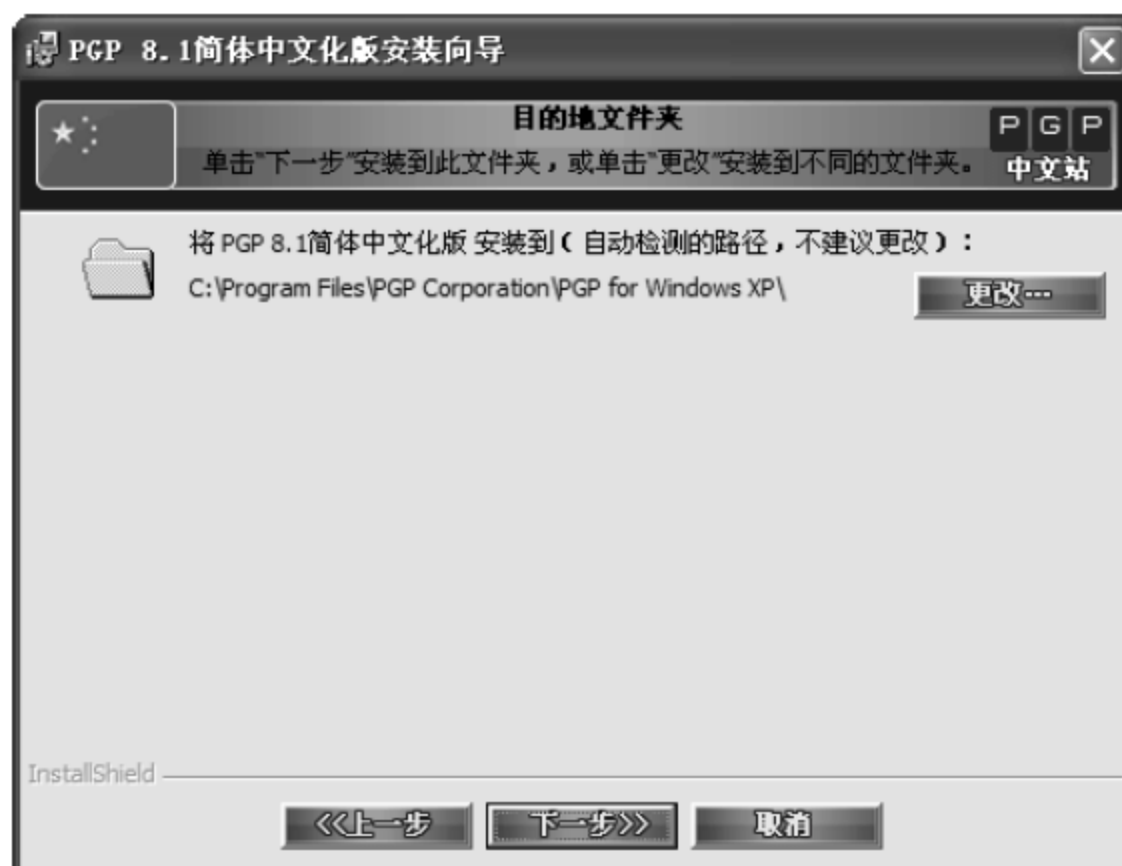 PGP 8.1简体中文化版安装向导
目的地文件夹
单击"下一步"安装到此文件夹，或单击"更改"安装到不同的文件夹。
P G P
中文站
将 PGP 8.1简体中文化版 安装到（自动检测的路径，不建议更改）：
C:\Program Files\PGP Corporation\PGP for Windows XP\
更改…
InstallShield
<<上一步
下一步>>
取消